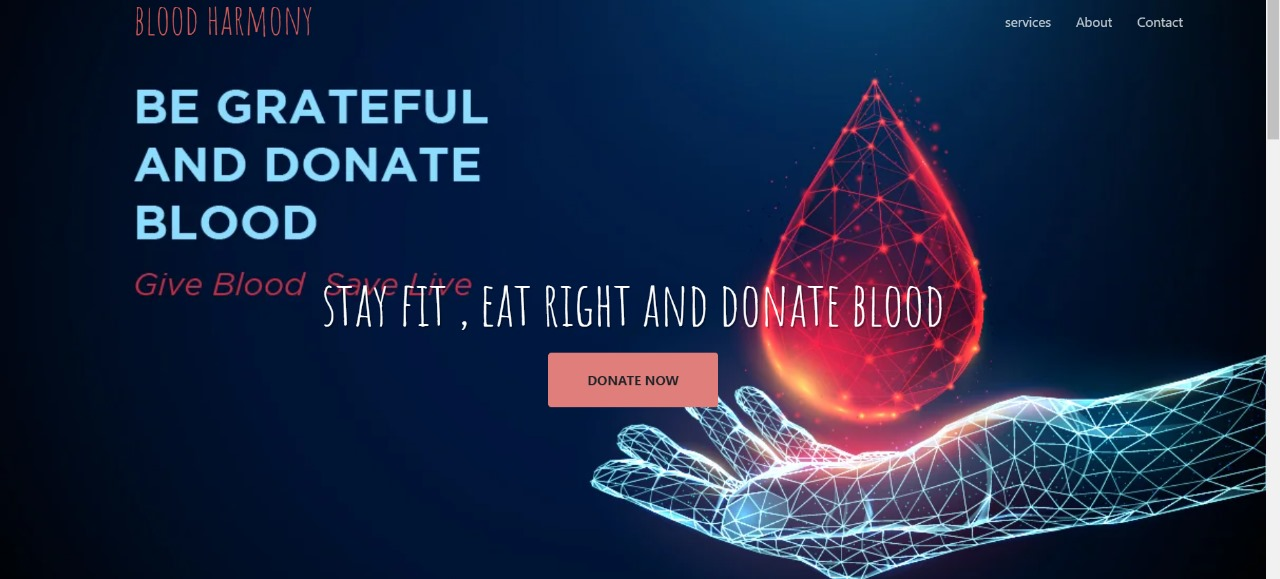 BLOOD HARMONY
services About Contact
BE GRATEFUL
AND DONATE
BLOOD
Give Blood Save Live
STAY FIT , EAT RIGHT AND DONATE BLOOD
DONATE NOW